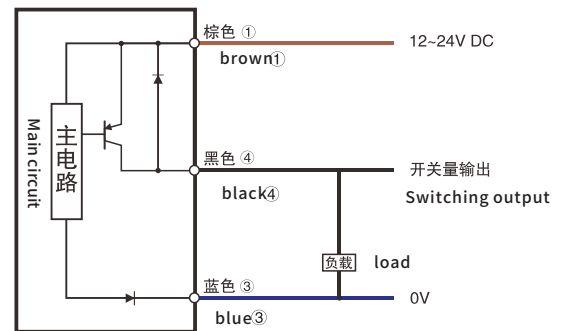 棕色 ①
12~24V DC
brown①
主电路
Main circuit
黑色 ④
开关量输出
black④
Switching output
负载
load
蓝色 ③
0V
blue③